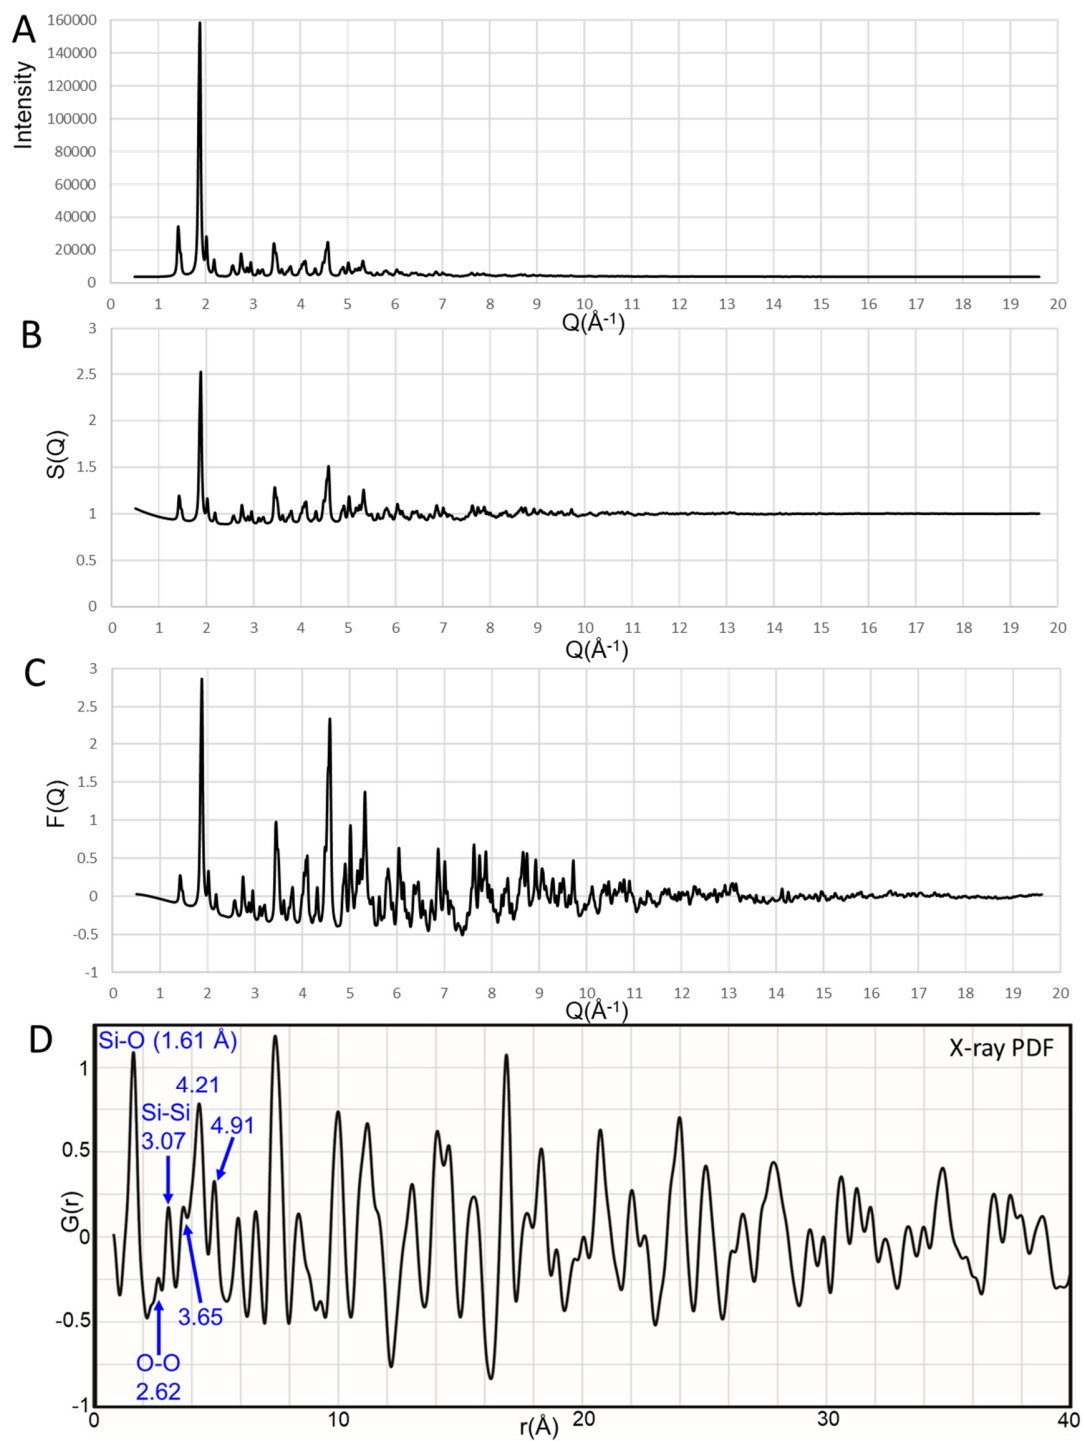 A
Intensity
160000
140000
120000
100000
80000
60000
40000
20000
0
0 1 2 3 4 5 6 7 8 9 10 11 12 13 14 15 16 17 18 19 20
Q(Å-1)
B
S(Q)
3
2.5
2
1.5
1
0.5
0
0 1 2 3 4 5 6 7 8 9 10 11 12 13 14 15 16 17 18 19 20
Q(Å-1)
C
F(Q)
3
2.5
2
1.5
1
0.5
0
-0.5
-1
0 1 2 3 4 5 6 7 8 9 10 11 12 13 14 15 16 17 18 19 20
Q(Å-1)
D
Si-O (1.61 Å)
X-ray PDF
4.21
Si-Si
3.07
4.91
3.65
O-O
2.62
G(r)
1
0.5
0
-0.5
-1
0 10 20 30 40
r(Å)